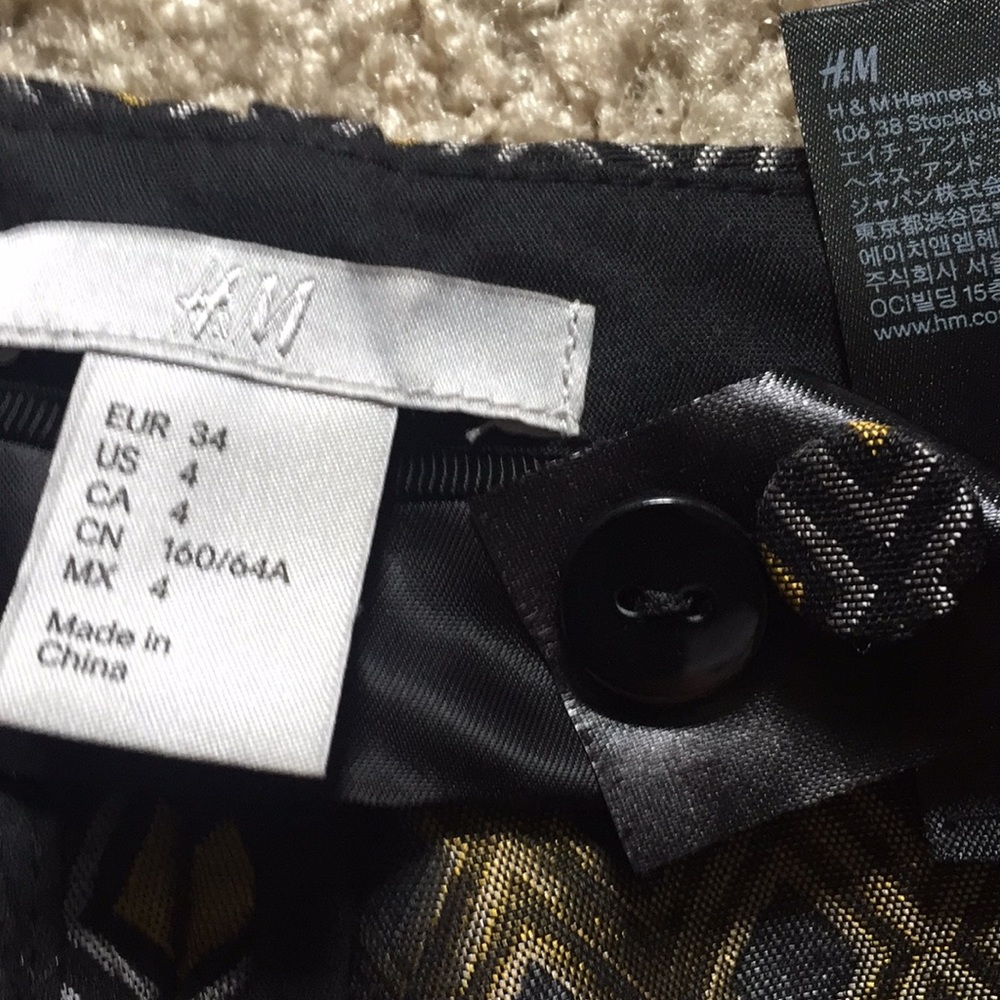 H&M
EUR 34
US 4
CA 4
CN 160/64A
MX 4
Made in
China
H&M
H & M Hennes &
106 38 Stockhol
エイチ・アンド
ヘネス・アンド
ジャパン株式会
東京都渋谷区
에이치앤엠헤
주식회사 서울
OCI빌딩 15층
www.hm.co